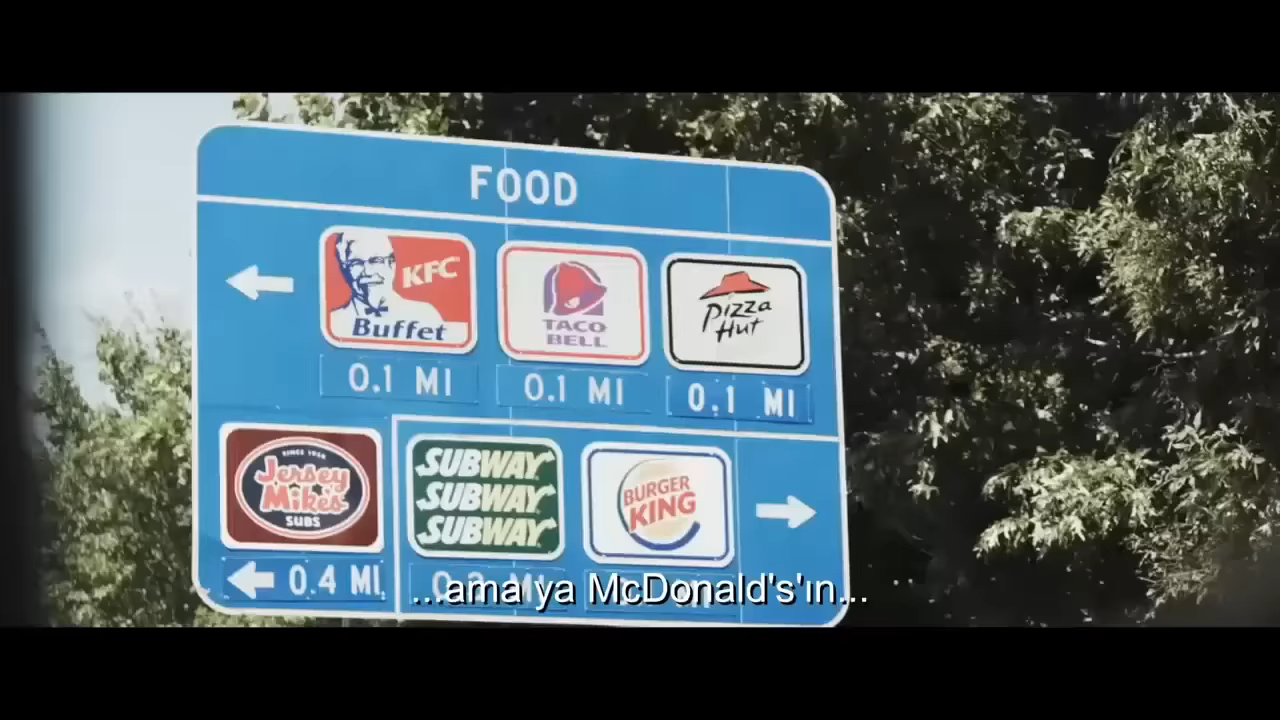 FOOD
KFC
Buffet
TACO
BELL
Pizza
Hut
0.1 MI
0.1 MI
0.1 MI
SINCE 1956
Jersey
Mike's
SUBS
SUBWAY
SUBWAY
SUBWAY
BURGER
KING
0.4 MI
...ama ya McDonald's'ın...